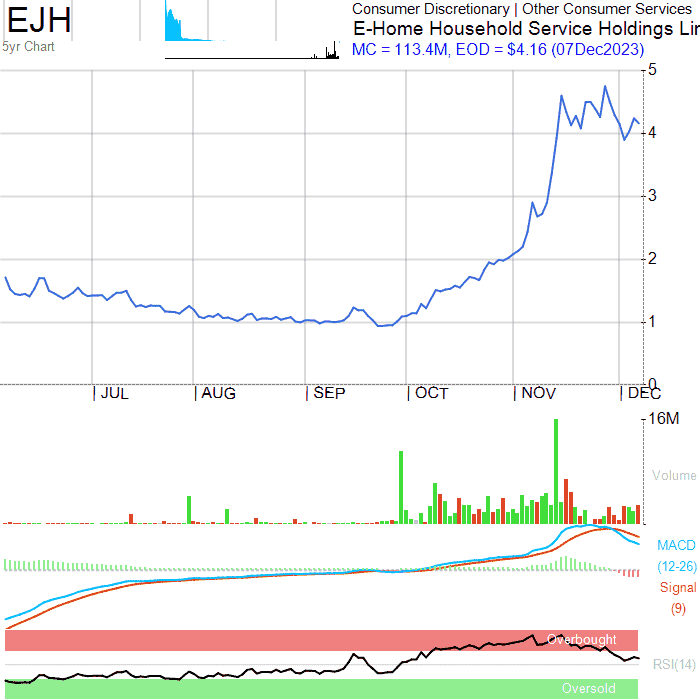 EJH
5yr Chart
Consumer Discretionary | Other Consumer Services
E-Home Household Service Holdings Lir
MC = 113.4M, EOD = $4.16 (07Dec2023)
5
4
3
2
1
0
JUL
AUG
SEP
OCT
NOV
DEC
16M
Volume
MACD
(12-26)
Signal
(9)
Overbought
RSI(14)
Oversold